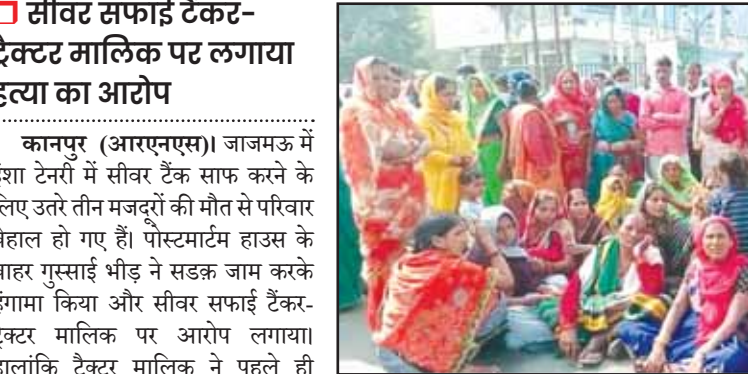 सीवर सफाई टैंकर-
ट्रैक्टर मालिक पर लगाया
हत्या का आरोप
कानपुर (आरएनएस)। जाजमऊ में
ईशा टेनरी में सीवर टैंक साफ करने के
लिए उतरे तीन मजदूरों की मौत से परिवार
बेहाल हो गए हैं। पोस्टमार्टम हाउस के
बाहर गुस्साई भीड़ ने सडक़ जाम करके
हंगामा किया और सीवर सफाई टैंकर-
ट्रैक्टर मालिक पर आरोप लगाया।
हालांकि ट्रैक्टर मालिक ने पहले ही